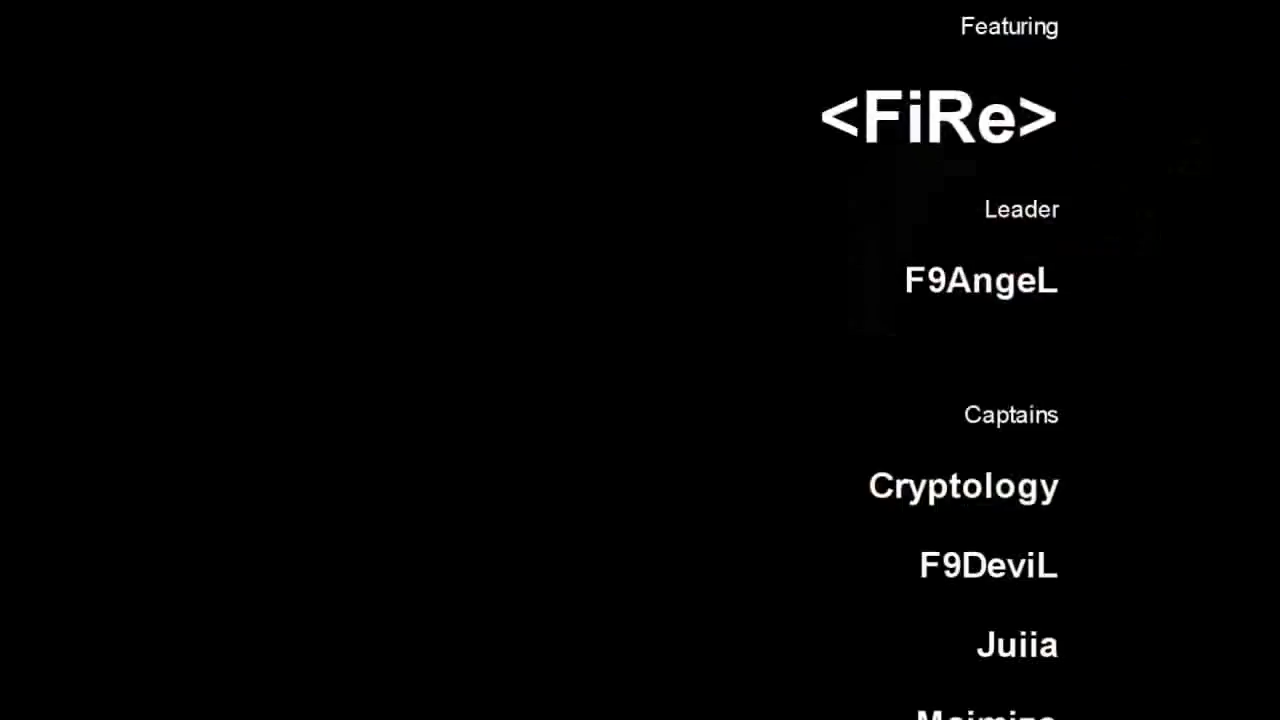 Featuring
<FiRe>
Leader
F9AngeL
Captains
Cryptology
F9DeviL
Juiia